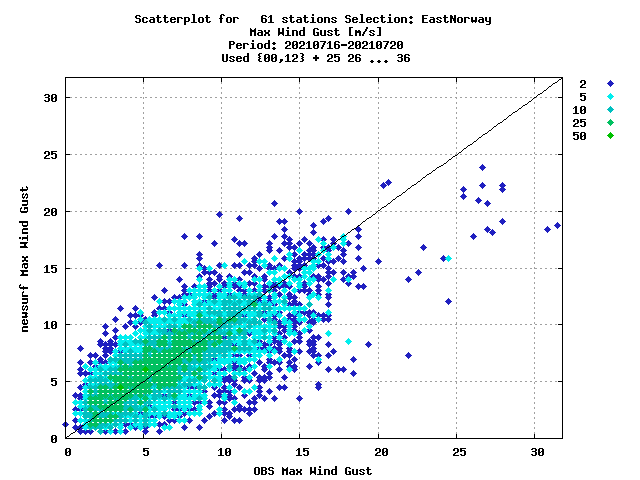 Scatterplot for   61 stations Selection: EastNorway
Max Wind Gust [m/s]
Period: 20210716-20210720
Used {00,12} + 25 26 ... 36
2
5
10
25
50
30
25
20
15
10
5
0
newsurf Max Wind Gust
0 5 10 15 20 25 30
OBS Max Wind Gust